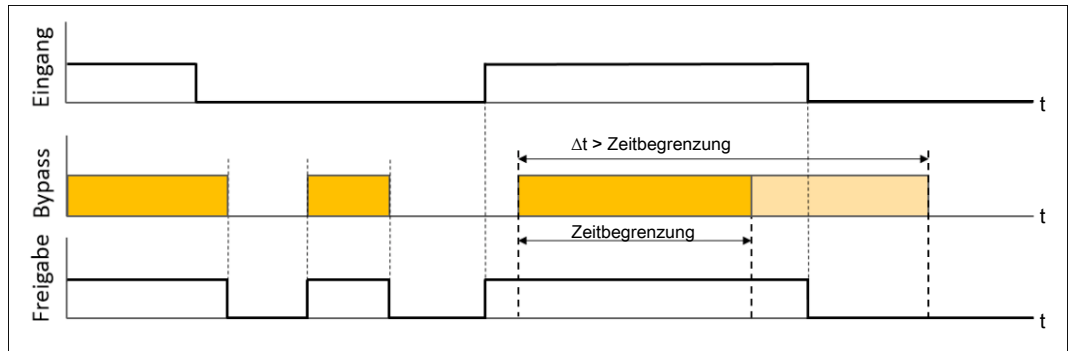 Eingang
t
Δt > Zeitbegrenzung
Bypass
t
Zeitbegrenzung
Freigabe
t